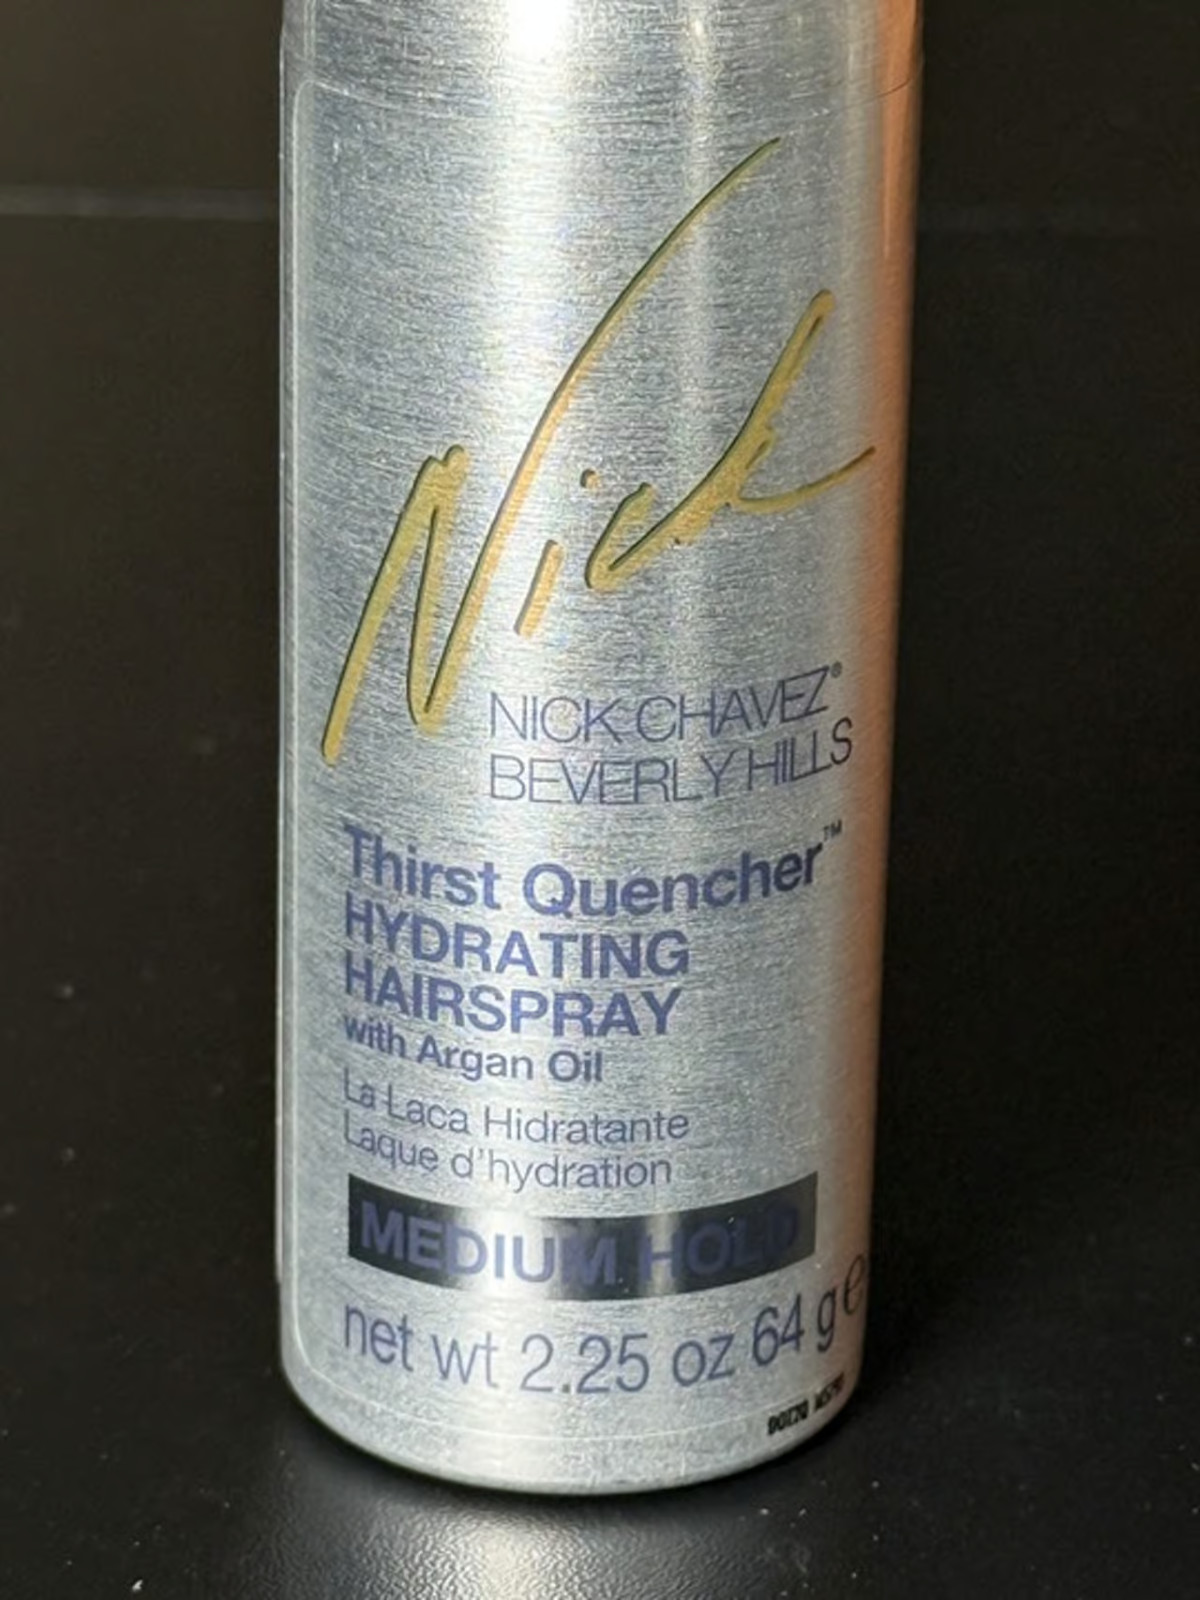 Nick
NICK CHAVEZ®
BEVERLY HILLS
Thirst Quencher™
HYDRATING
HAIRSPRAY
with Argan Oil
La Laca Hidratante
Laque d'hydration
MEDIUM HOLD
net wt 2.25 oz 64 g ℮